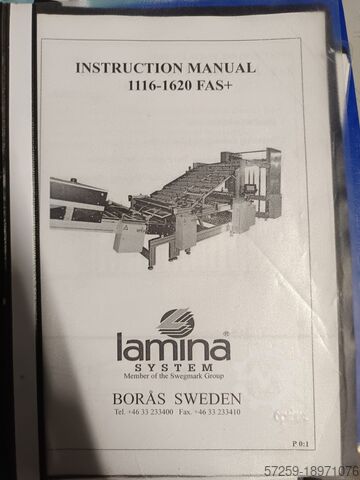 INSTRUCTION MANUAL
1116-1620 FAS+
lamina®
SYSTEM
Member of the Swegmark Group
BORÅS SWEDEN
Tel. +46 33 233400 Fax. +46 33 233410
P 0:1
57259-18971076